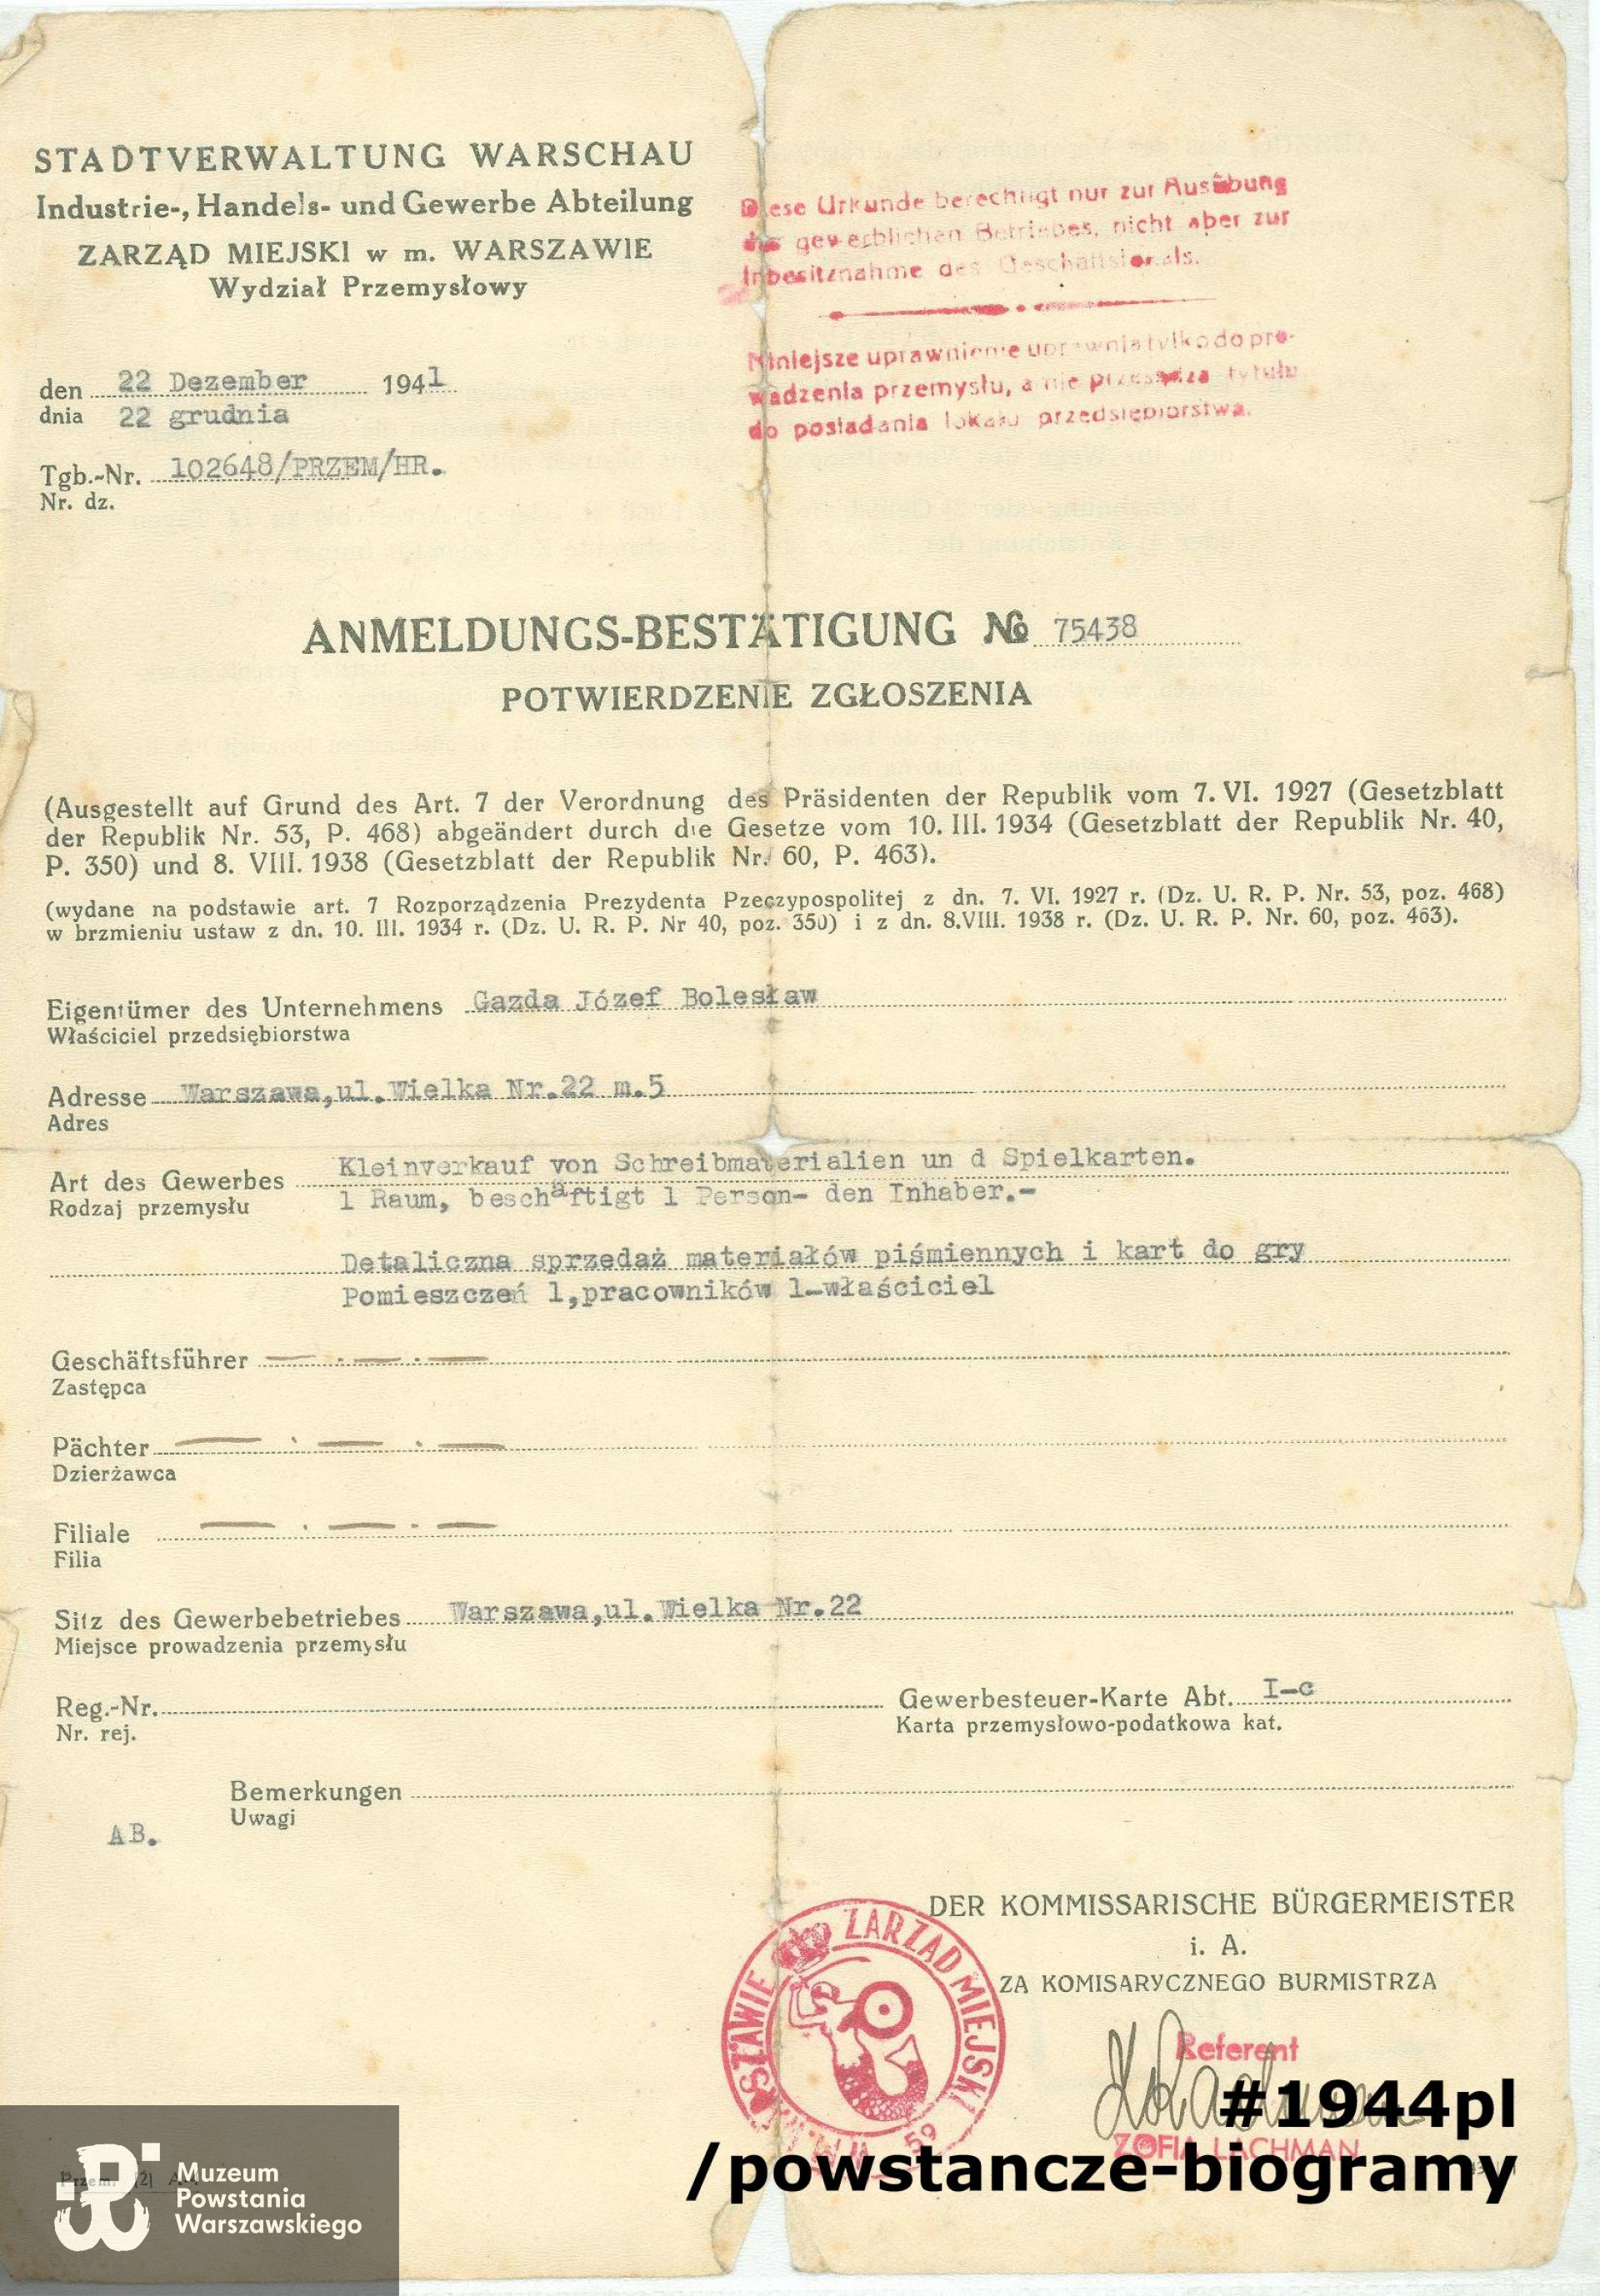 STADTVERWALTUNG WARSCHAU
Industrie-, Handels- und Gewerbe Abteilung
ZARZĄD MIEJSKI w m. WARSZAWIE
Wydział Przemysłowy
Diese Urkunde berechtigt nur zur Ausübung
des gewerblichen Betriebes, nicht aber zur
Inbesitznahme des Geschäftslokals.
Niniejsze uprawnienie uprawnia tylko do pro-
wadzenia przemysłu, a nie przesądza tytułu
do posiadania lokalu przedsiębiorstwa.
den 22 Dezember 1941
dnia 22 grudnia
Tgb.-Nr. 102648/PRZEM/HR.
Nr. dz.
ANMELDUNGS-BESTÄTIGUNG № 75438
POTWIERDZENIE ZGŁOSZENIA
(Ausgestellt auf Grund des Art. 7 der Verordnung des Präsidenten der Republik vom 7. VI. 1927 (Gesetzblatt
der Republik Nr. 53, P. 468) abgeändert durch die Gesetze vom 10. III. 1934 (Gesetzblatt der Republik Nr. 40,
P. 350) und 8. VIII. 1938 (Gesetzblatt der Republik Nr. 60, P. 463).
(wydane na podstawie art. 7 Rozporządzenia Prezydenta Pzeczypospolitej z dn. 7. VI. 1927 r. (Dz. U. R. P. Nr. 53, poz. 468)
w brzmieniu ustaw z dn. 10. III. 1934 r. (Dz. U. R. P. Nr 40, poz. 350) i z dn. 8.VIII. 1938 r. (Dz. U. R. P. Nr. 60, poz. 463).
Eigentümer des Unternehmens Gazda Józef Bolesław
Właściciel przedsiębiorstwa
Adresse Warszawa,ul.Wielka Nr.22 m.5
Adres
Art des Gewerbes Kleinverkauf von Schreibmaterialien un d Spielkarten.
Rodzaj przemysłu 1 Raum, beschäftigt 1 Person- den Inhaber.-
Detaliczna sprzedaż materiałów piśmiennych i kart do gry
Pomieszczeń 1,pracowników 1-właściciel
Geschäftsführer — . — . —
Zastępca
Pächter — . — . —
Dzierżawca
Filiale — . — . —
Filia
Sitz des Gewerbebetriebes Warszawa,ul.Wielka Nr.22
Miejsce prowadzenia przemysłu
Reg.-Nr. Gewerbesteuer-Karte Abt. I-c
Nr. rej. Karta przemysłowo-podatkowa kat.
Bemerkungen
Uwagi
AB.
DER KOMMISSARISCHE BÜRGERMEISTER
i. A.
ZA KOMISARYCZNEGO BURMISTRZA
ZARZĄD MIEJSKI
59
Referent
ZOFIA LACHMAN
#1944pl
/powstancze-biogramy
Muzeum
Powstania
Warszawskiego